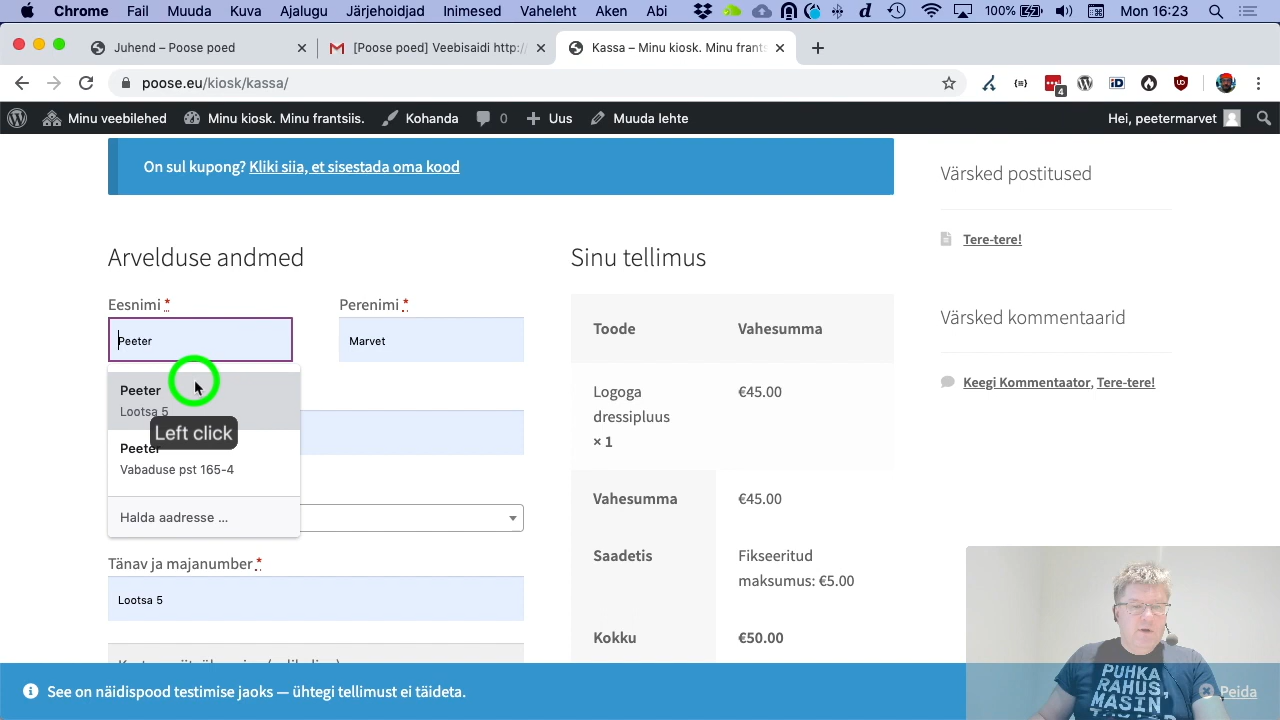 Chrome Fail Muuda Kuva Ajalugu Järjehoidjad Inimesed Vaheleht Aken Abi 100% Mon 16:23
Juhend – Poose poed
[Poose poed] Veebisaidi http:/
Kassa – Minu kiosk. Minu frants
poose.eu/kiosk/kassa/
4
Minu veebilehed Minu kiosk. Minu frantsiis. Kohanda 0 Uus Muuda lehte Hei, peetermarvet
On sul kupong? Kliki siia, et sisestada oma kood
Arvelduse andmed
Eesnimi *
Perenimi *
Peeter
Marvet
Peeter
Lootsa 5
Left click
Peeter
Vabaduse pst 165-4
Halda aadresse ...
Tänav ja majanumber *
Lootsa 5
Sinu tellimus
Toode Vahesumma
Logoga €45.00
dressipluus
× 1
Vahesumma €45.00
Saadetis Fikseeritud
maksumus: €5.00
Kokku €50.00
Värsked postitused
Tere-tere!
Värsked kommentaarid
Keegi Kommentaator, Tere-tere!
See on näidispood testimise jaoks — ühtegi tellimust ei täideta.
Peida
PUHKA
RAHUS,
MASIN